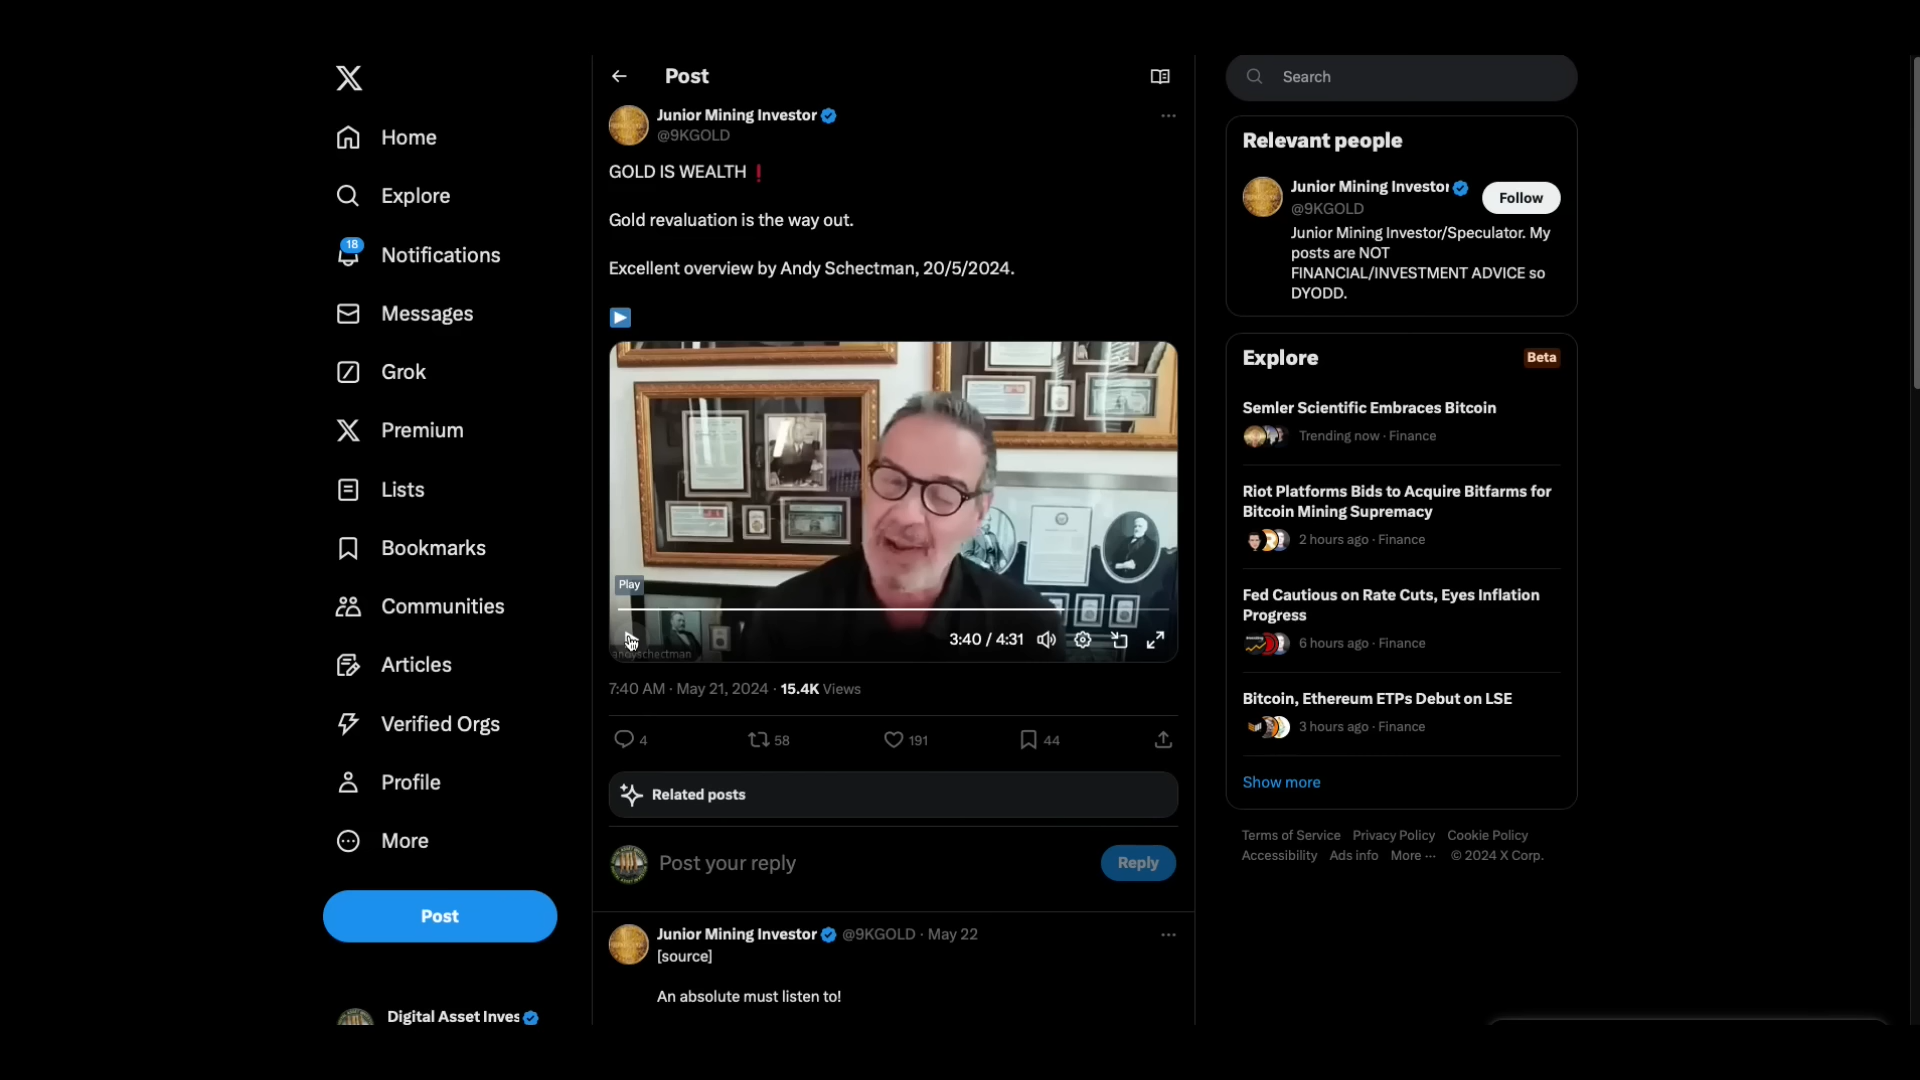 Home
Explore
18
Notifications
Messages
Grok
Premium
Lists
Bookmarks
Communities
Articles
Verified Orgs
Profile
More
Post
Digital Asset Inves
Post
Junior Mining Investor
@9KGOLD
GOLD IS WEALTH❗
Gold revaluation is the way out.
Excellent overview by Andy Schectman, 20/5/2024.
Play
3:40 / 4:31
andyschectman
7:40 AM · May 21, 2024 · 15.4K Views
4
58
191
44
Related posts
Post your reply
Reply
Junior Mining Investor @9KGOLD · May 22
[source]
An absolute must listen to!
Search
Relevant people
Junior Mining Investor
@9KGOLD
Follow
Junior Mining Investor/Speculator. My
posts are NOT
FINANCIAL/INVESTMENT ADVICE so
DYODD.
Explore
Beta
Semler Scientific Embraces Bitcoin
Trending now · Finance
Riot Platforms Bids to Acquire Bitfarms for
Bitcoin Mining Supremacy
2 hours ago · Finance
Fed Cautious on Rate Cuts, Eyes Inflation
Progress
6 hours ago · Finance
Bitcoin, Ethereum ETPs Debut on LSE
3 hours ago · Finance
Show more
Terms of Service Privacy Policy Cookie Policy
Accessibility Ads info More ··· © 2024 X Corp.